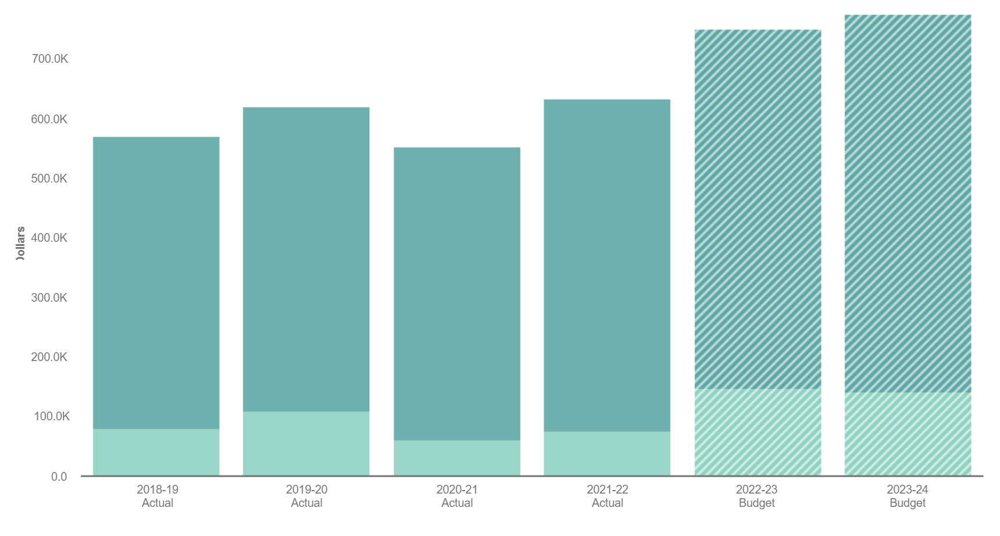 700.0K
600.0K
500.0K
400.0K
300.0K
200.0K
100.0K
0.0
2018-19
Actual
2019-20
Actual
2020-21
Actual
2021-22
Actual
2022-23
Budget
2023-24
Budget
Dollars